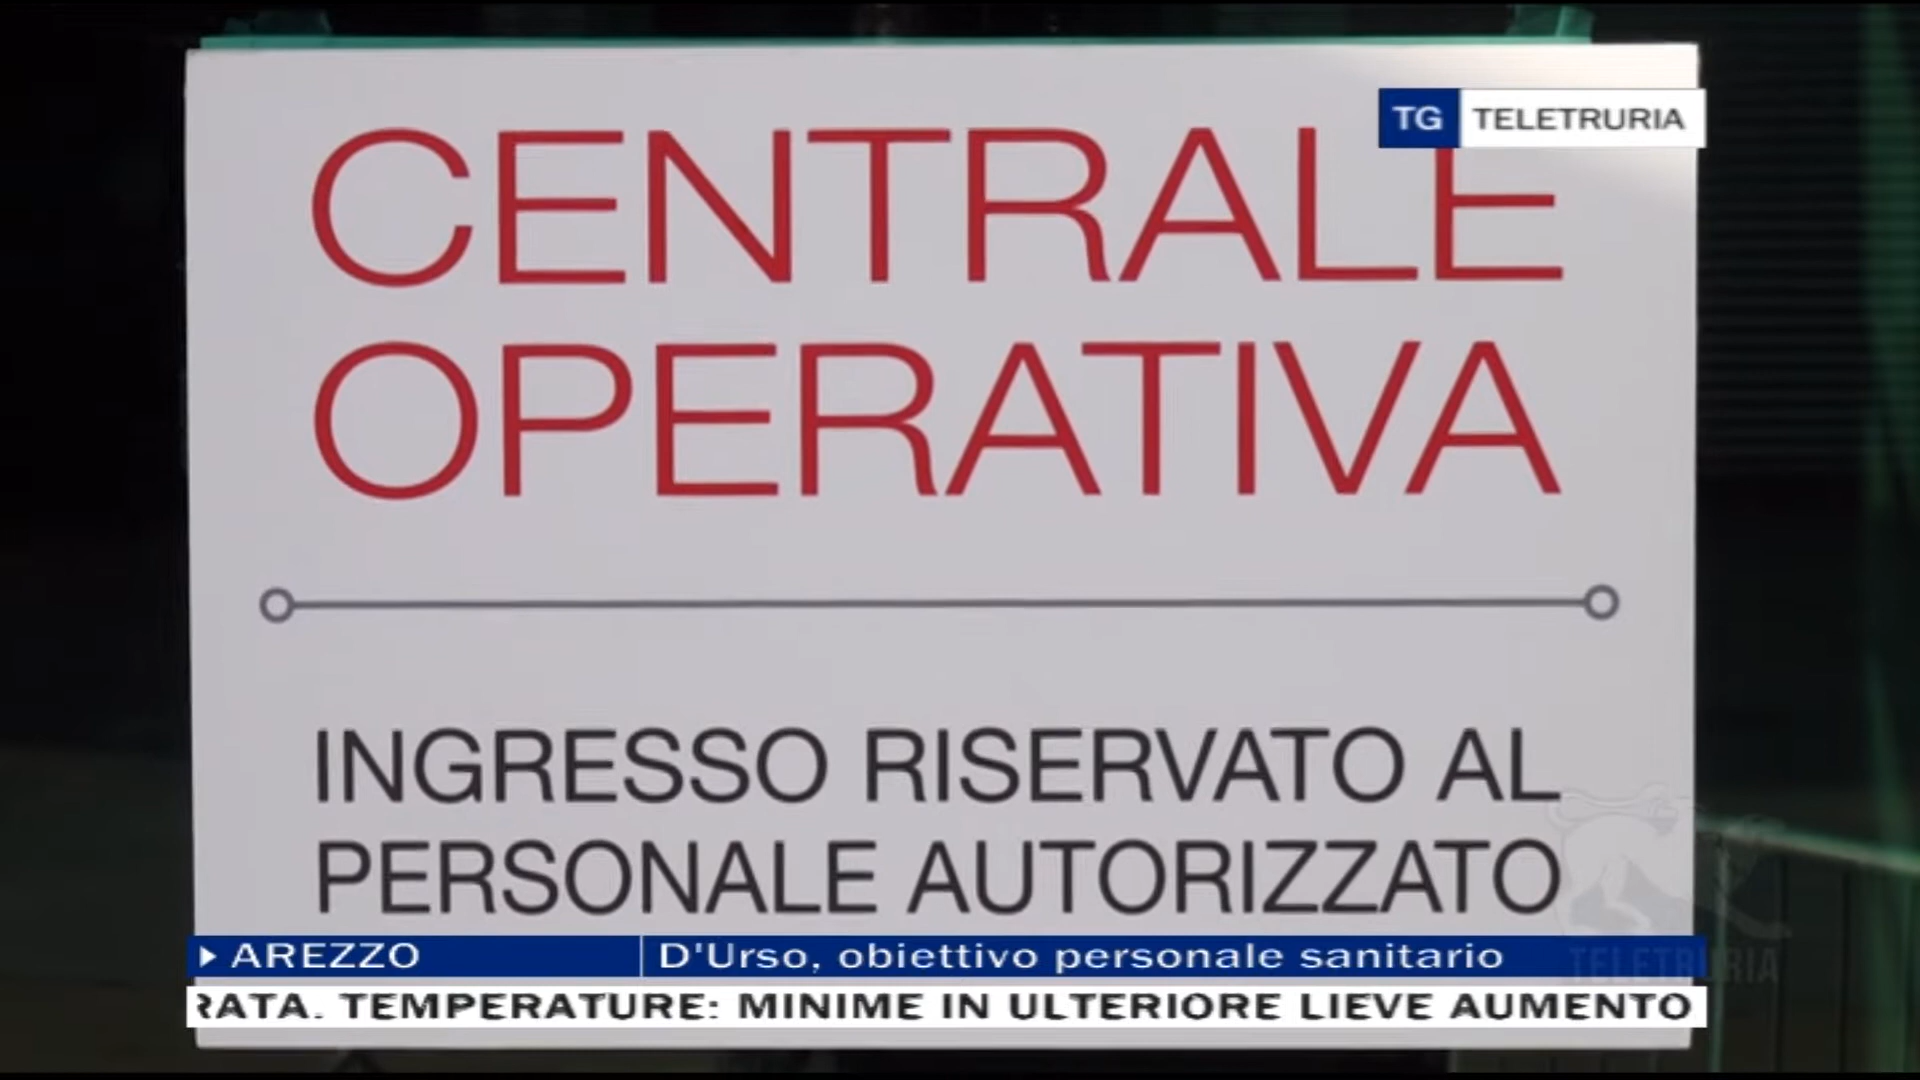 TG TELETRURIA
CENTRALE
OPERATIVA
INGRESSO RISERVATO AL
PERSONALE AUTORIZZATO
TELETRURIA
AREZZO
D'Urso, obiettivo personale sanitario
RATA. TEMPERATURE: MINIME IN ULTERIORE LIEVE AUMENTO